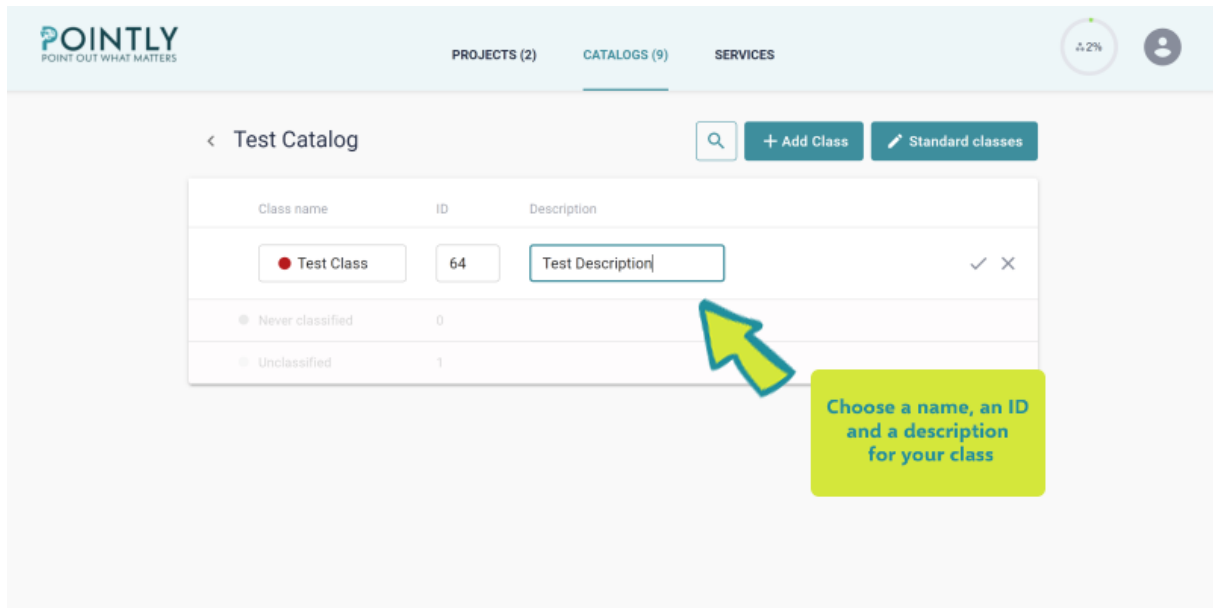 POINTLY
POINT OUT WHAT MATTERS
PROJECTS (2) CATALOGS (9) SERVICES
2%
Test Catalog
+ Add Class
Standard classes
Class name ID Description
Test Class 64 Test Description
Never classified 0
Unclassified 1
Choose a name, an ID
and a description
for your class